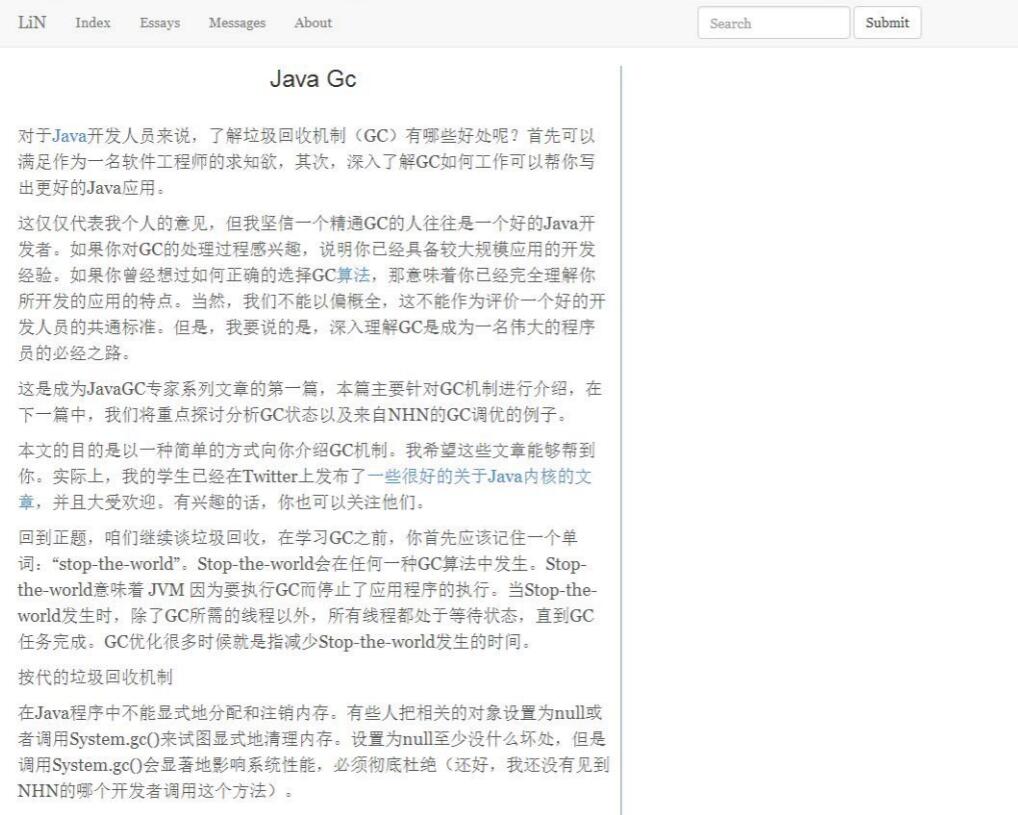 LiN Index Essays Messages About Search Submit
Java Gc
对于Java开发人员来说，了解垃圾回收机制（GC）有哪些好处呢？首先可以
满足作为一名软件工程师的求知欲，其次，深入了解GC如何工作可以帮你写
出更好的Java应用。
这仅仅代表我个人的意见，但我坚信一个精通GC的人往往是一个好的Java开
发者。如果你对GC的处理过程感兴趣，说明你已经具备较大规模应用的开发
经验。如果你曾经想过如何正确的选择GC算法，那意味着你已经完全理解你
所开发的应用的特点。当然，我们不能以偏概全，这不能作为评价一个好的开
发人员的共通标准。但是，我要说的是，深入理解GC是成为一名伟大的程序
员的必经之路。
这是成为JavaGC专家系列文章的第一篇，本篇主要针对GC机制进行介绍，在
下一篇中，我们将重点探讨分析GC状态以及来自NHN的GC调优的例子。
本文的目的是以一种简单的方式向你介绍GC机制。我希望这些文章能够帮到
你。实际上，我的学生已经在Twitter上发布了一些很好的关于Java内核的文
章，并且大受欢迎。有兴趣的话，你也可以关注他们。
回到正题，咱们继续谈垃圾回收，在学习GC之前，你首先应该记住一个单
词：“stop-the-world”。Stop-the-world会在任何一种GC算法中发生。Stop-
the-world意味着 JVM 因为要执行GC而停止了应用程序的执行。当Stop-the-
world发生时，除了GC所需的线程以外，所有线程都处于等待状态，直到GC
任务完成。GC优化很多时候就是指减少Stop-the-world发生的时间。
按代的垃圾回收机制
在Java程序中不能显式地分配和注销内存。有些人把相关的对象设置为null或
者调用System.gc()来试图显式地清理内存。设置为null至少没什么坏处，但是
调用System.gc()会显著地影响系统性能，必须彻底杜绝（还好，我还没有见到
NHN的哪个开发者调用这个方法）。